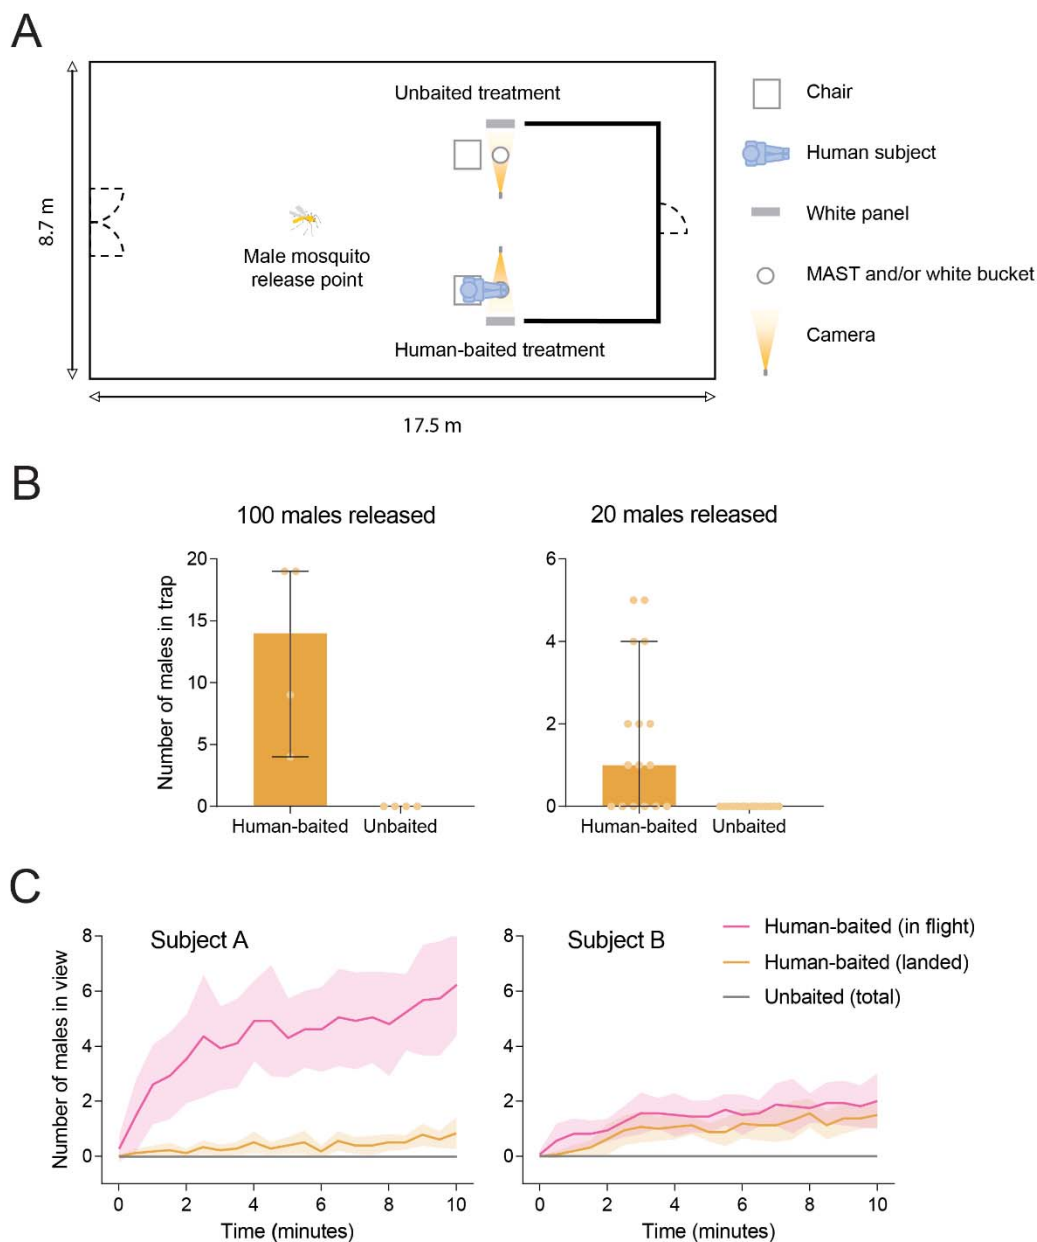 A
Unbaited treatment
Male mosquito
release point
Human-baited treatment
8.7 m
17.5 m
Chair
Human subject
White panel
MAST and/or white bucket
Camera
B
100 males released
Number of males in trap
20
15
10
5
0
Human-baited Unbaited
20 males released
6
4
2
0
Human-baited Unbaited
C
Subject A
Number of males in view
8
6
4
2
0
0 2 4 6 8 10
Time (minutes)
Subject B
8
6
4
2
0
0 2 4 6 8 10
Time (minutes)
Human-baited (in flight)
Human-baited (landed)
Unbaited (total)